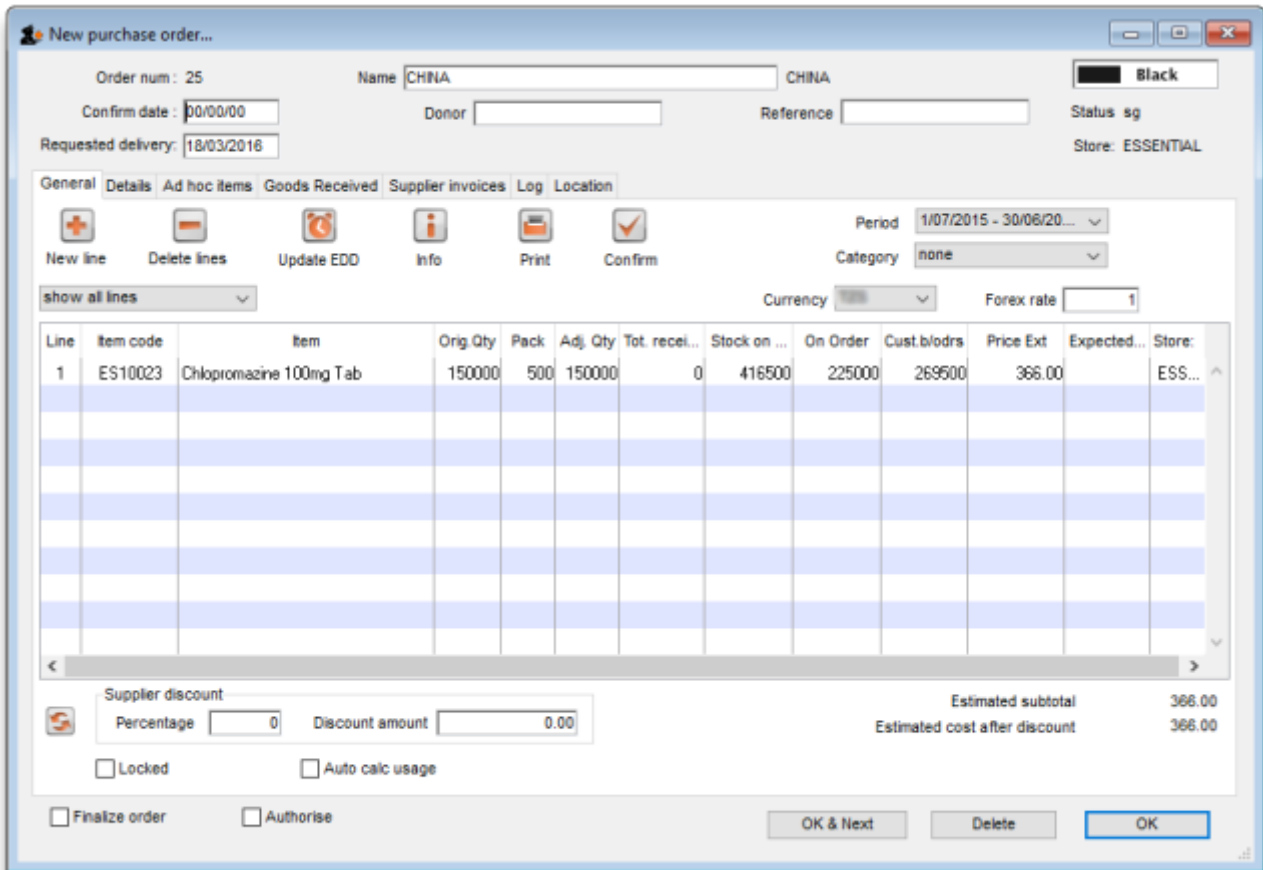 New purchase order...
Order num : 25
Name CHINA
CHINA
Black
Confirm date : 00/00/00
Donor
Reference
Status sg
Requested delivery: 18/03/2016
Store: ESSENTIAL
General Details Ad hoc items Goods Received Supplier invoices Log Location
New line Delete lines Update EDD Info Print Confirm
Period 1/07/2015 - 30/06/20...
Category none
show all lines
Currency
Forex rate 1
Line Item code Item Orig.Qty Pack Adj. Qty Tot. recei... Stock on ... On Order Cust.b/odrs Price Ext Expected... Store:
1 ES10023 Chlopromazine 100mg Tab 150000 500 150000 0 416500 225000 269500 366.00 ESS...
Supplier discount
Percentage 0 Discount amount 0.00
Estimated subtotal 366.00
Estimated cost after discount 366.00
Locked Auto calc usage
Finalize order Authorise
OK & Next Delete OK